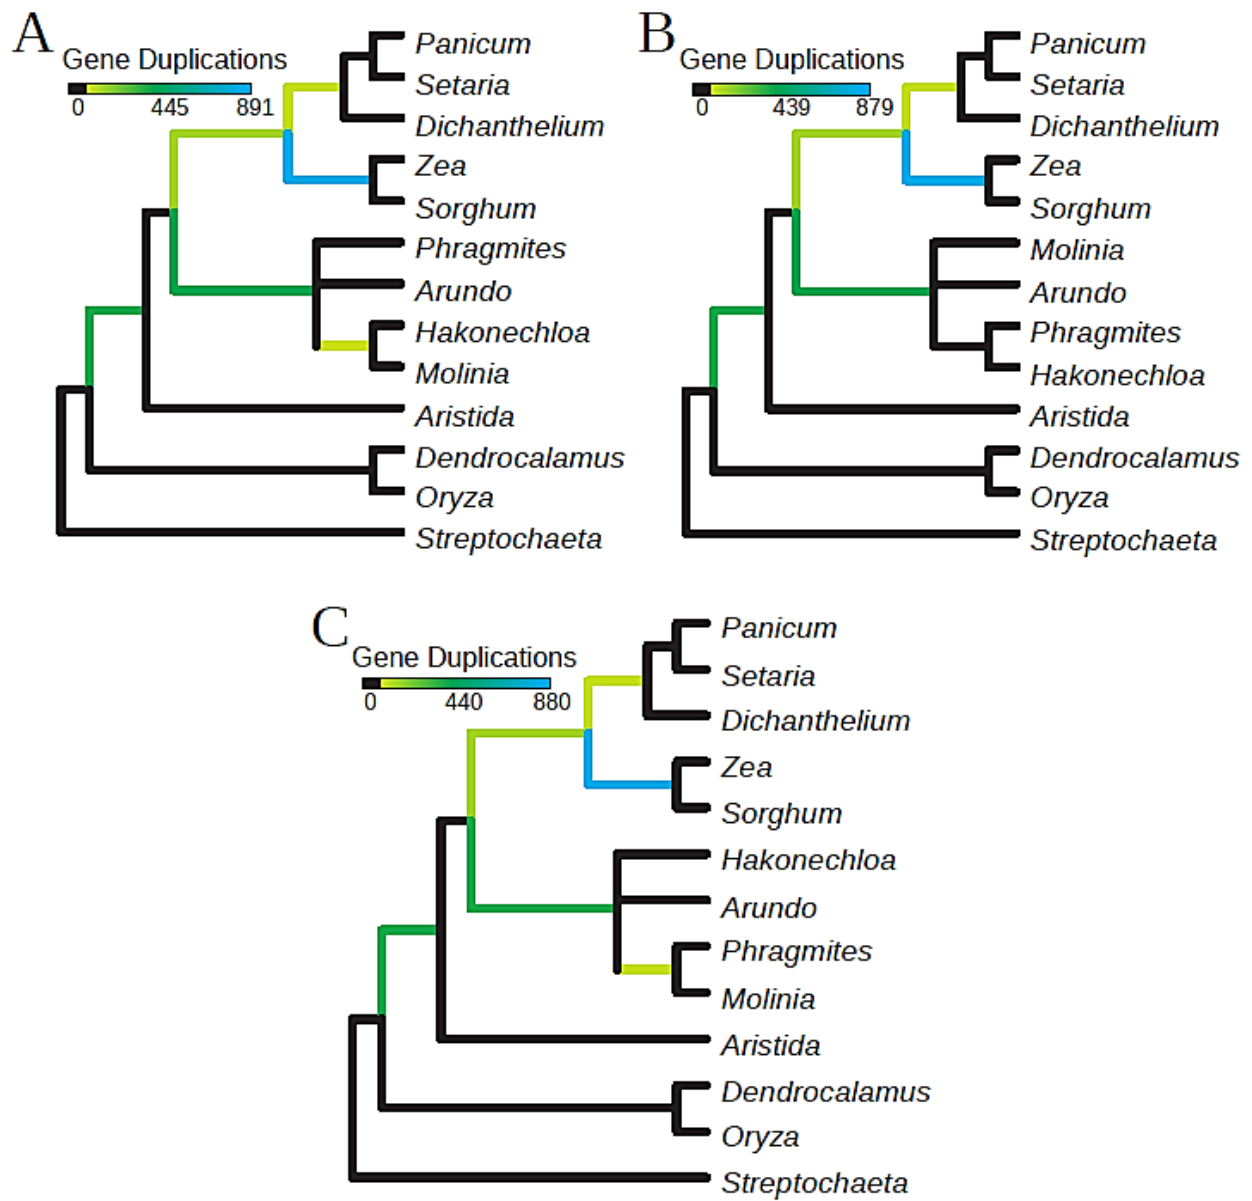 A
Gene Duplications
0 445 891
Panicum
Setaria
Dichanthelium
Zea
Sorghum
Phragmites
Arundo
Hakonechloa
Molinia
Aristida
Dendrocalamus
Oryza
Streptochaeta
B
Gene Duplications
0 439 879
Panicum
Setaria
Dichanthelium
Zea
Sorghum
Molinia
Arundo
Phragmites
Hakonechloa
Aristida
Dendrocalamus
Oryza
Streptochaeta
C
Gene Duplications
0 440 880
Panicum
Setaria
Dichanthelium
Zea
Sorghum
Hakonechloa
Arundo
Phragmites
Molinia
Aristida
Dendrocalamus
Oryza
Streptochaeta